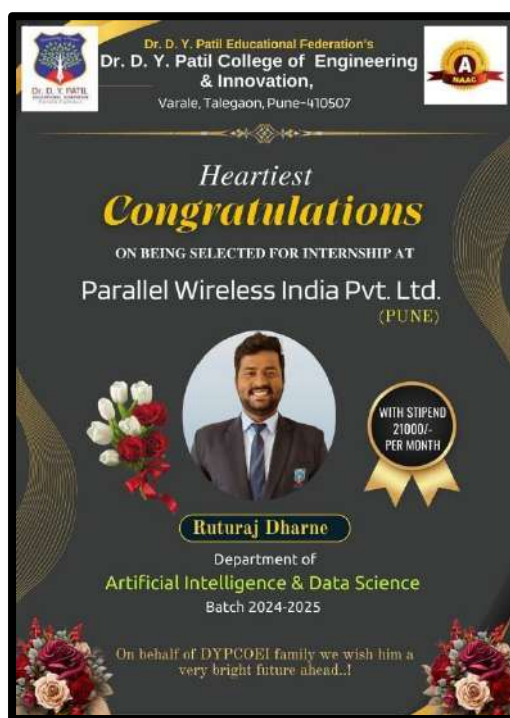 Dr. D. Y. Patil Educational Federation's
Dr. D. Y. Patil College of Engineering
& Innovation,
Varale, Talegaon, Pune-410507
Dr. D. Y. PATIL
A
NAAC
Heartiest
Congratulations
ON BEING SELECTED FOR INTERNSHIP AT
Parallel Wireless India Pvt. Ltd.
(PUNE)
WITH STIPEND
21000/-
PER MONTH
Ruturaj Dharne
Department of
Artificial Intelligence & Data Science
Batch 2024-2025
On behalf of DYPCOEI family we wish him a
very bright future ahead..!